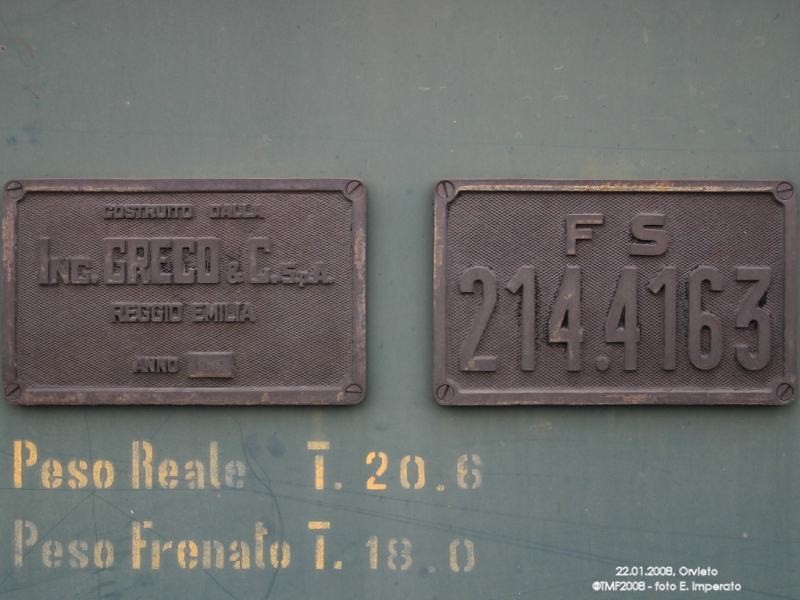 COSTRUITO DALLA
ING. GRECO & C. S.p.A.
REGGIO EMILIA
ANNO
F S
214.4163
Peso Reale T. 20.6
Peso Frenato T. 18.0
22.01.2008, Orvieto
©TMF2008 - foto E. Imperato